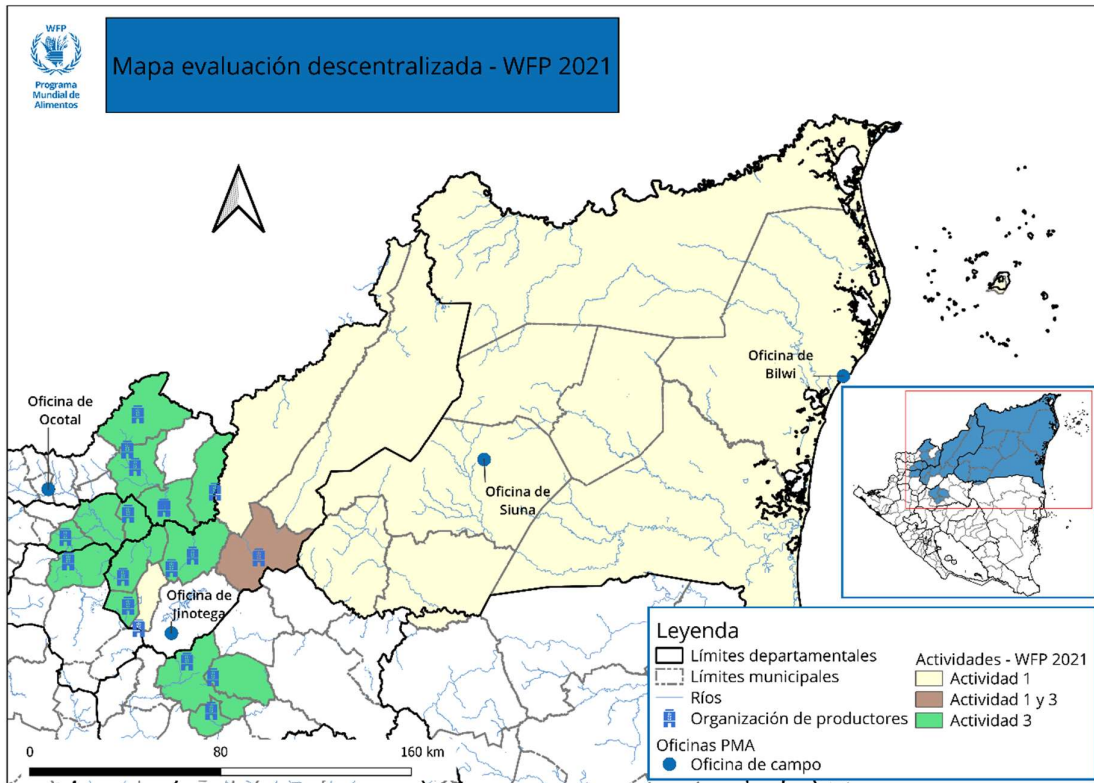 WFP
Programa
Mundial de
Alimentos
Mapa evaluación descentralizada - WFP 2021
Oficina de
Ocotal
Oficina de
Bilwi
Oficina de
Siuna
Oficina de
Jinotega
0 80 160 km
Leyenda
Límites departamentales
Límites municipales
Ríos
Organización de productores
Oficinas PMA
Oficina de campo
Actividades - WFP 2021
Actividad 1
Actividad 1 y 3
Actividad 3